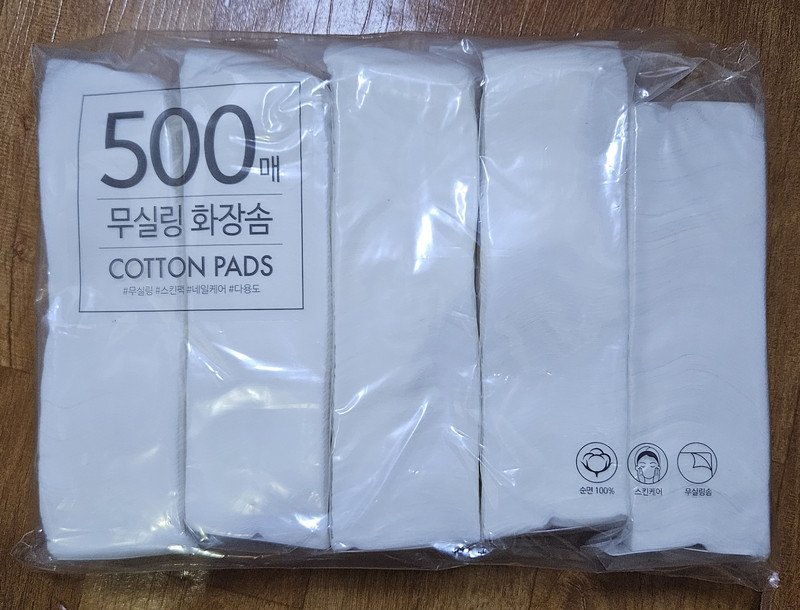 500매
무실링 화장솜
COTTON PADS
#무실링 #스킨팩 #네일케어 #다용도
순면 100%
스킨케어
무실링솜